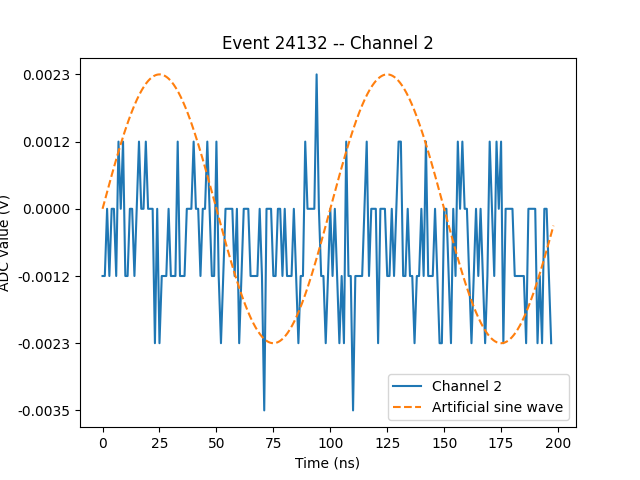 Event 24132 -- Channel 2
0.0023
0.0012
0.0000
-0.0012
-0.0023
-0.0035
ADC Value (V)
Channel 2
Artificial sine wave
0 25 50 75 100 125 150 175 200
Time (ns)